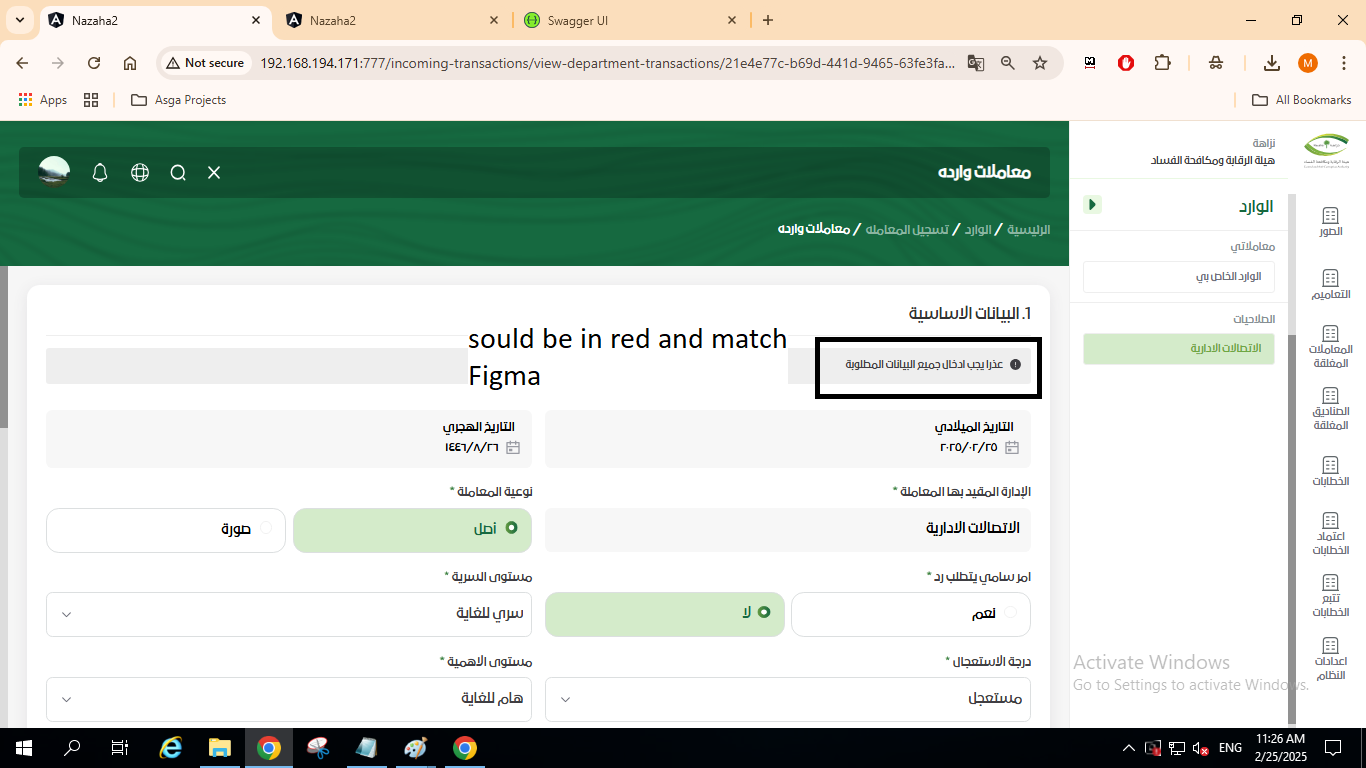 Nazaha2
Nazaha2
Swagger UI
Not secure
192.168.194.171:777/incoming-transactions/view-department-transactions/21e4e77c-b69d-441d-9465-63fe3fa...
M
Apps
Asga Projects
All Bookmarks
معاملات وارده
الرئيسية / الوارد / تسجيل المعامله / معاملات وارده
نزاهة
هيئة الرقابة ومكافحة الفساد
الوارد
معاملاتي
الوارد الخاص بي
الصلاحيات
الاتصالات الادارية
الصور
التعاميم
المعاملات المغلقة
الصناديق المغلقة
الخطابات
اعتماد الخطابات
تتبع الخطابات
اعدادات النظام
1. البيانات الاساسية
sould be in red and match
Figma
عذرا يجب ادخال جميع البيانات المطلوبة
التاريخ الميلادي
٢٠٢٥/٠٢/٢٥
التاريخ الهجري
١٤٤٦/٨/٢٦
الإدارة المقيد بها المعاملة *
الاتصالات الادارية
نوعية المعاملة *
أصل
صورة
امر سامي يتطلب رد *
نعم
لا
مستوى السرية *
سري للغاية
درجة الاستعجال *
مستعجل
مستوى الاهمية *
هام للغاية
Activate Windows
Go to Settings to activate Windows.
ENG
11:26 AM
2/25/2025